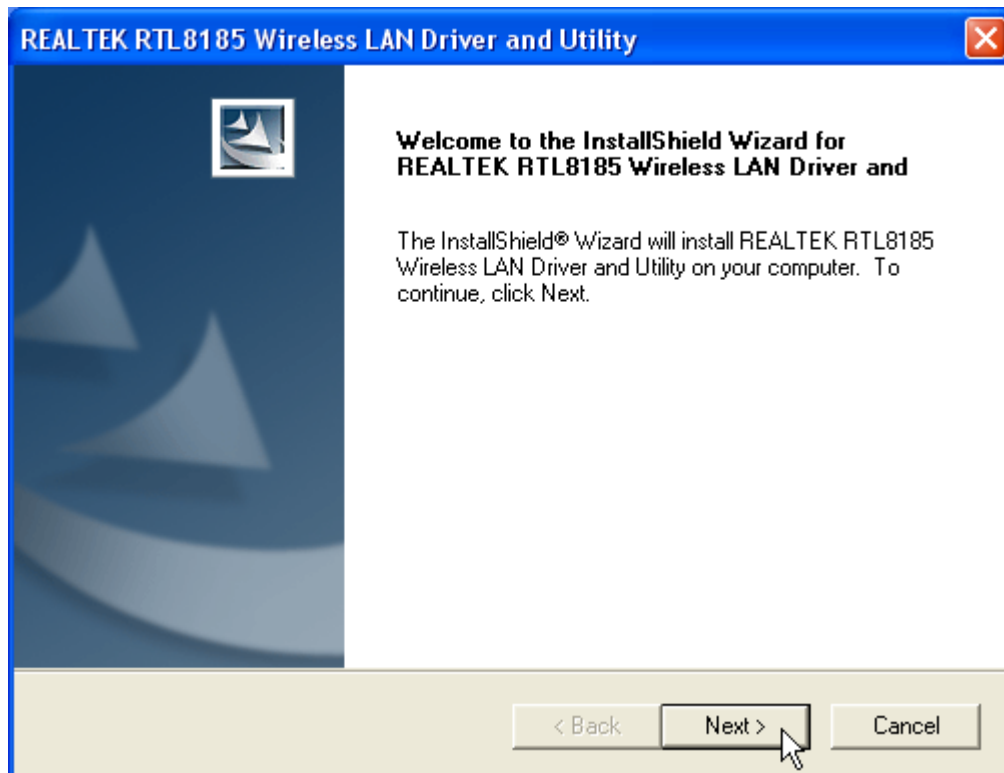 REALTEK RTL8185 Wireless LAN Driver and Utility
Welcome to the InstallShield Wizard for
REALTEK RTL8185 Wireless LAN Driver and
The InstallShield® Wizard will install REALTEK RTL8185
Wireless LAN Driver and Utility on your computer. To
continue, click Next.
< Back Next > Cancel